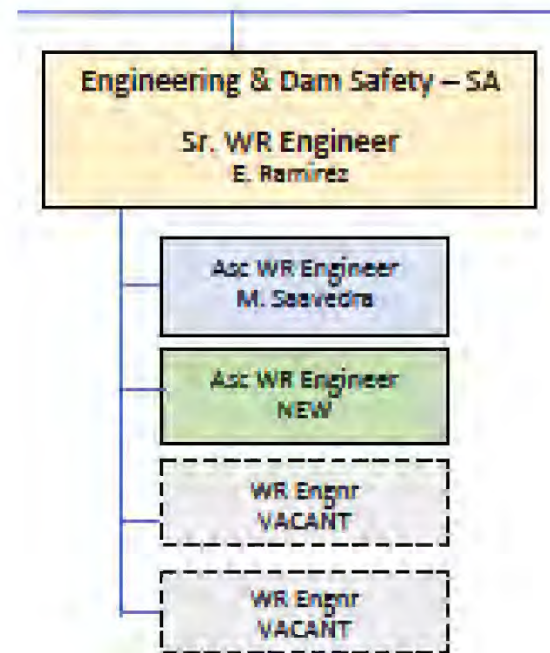 Engineering & Dam Safety – SA
Sr. WR Engineer
E. Ramirez
Asc WR Engineer
M. Saavedra
Asc WR Engineer
NEW
WR Engnr
VACANT
WR Engnr
VACANT